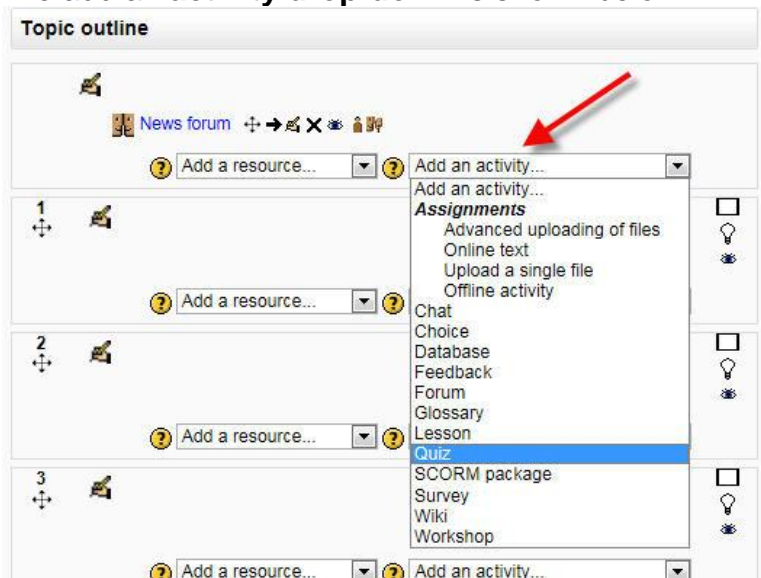 Topic outline
News forum
? Add a resource... ? Add an activity...
Add an activity...
Assignments
Advanced uploading of files
Online text
Upload a single file
Offline activity
Chat
Choice
Database
Feedback
Forum
Glossary
Lesson
Quiz
SCORM package
Survey
Wiki
Workshop
1
? Add a resource... ?
2
? Add a resource... ?
3
? Add a resource... ? Add an activity...